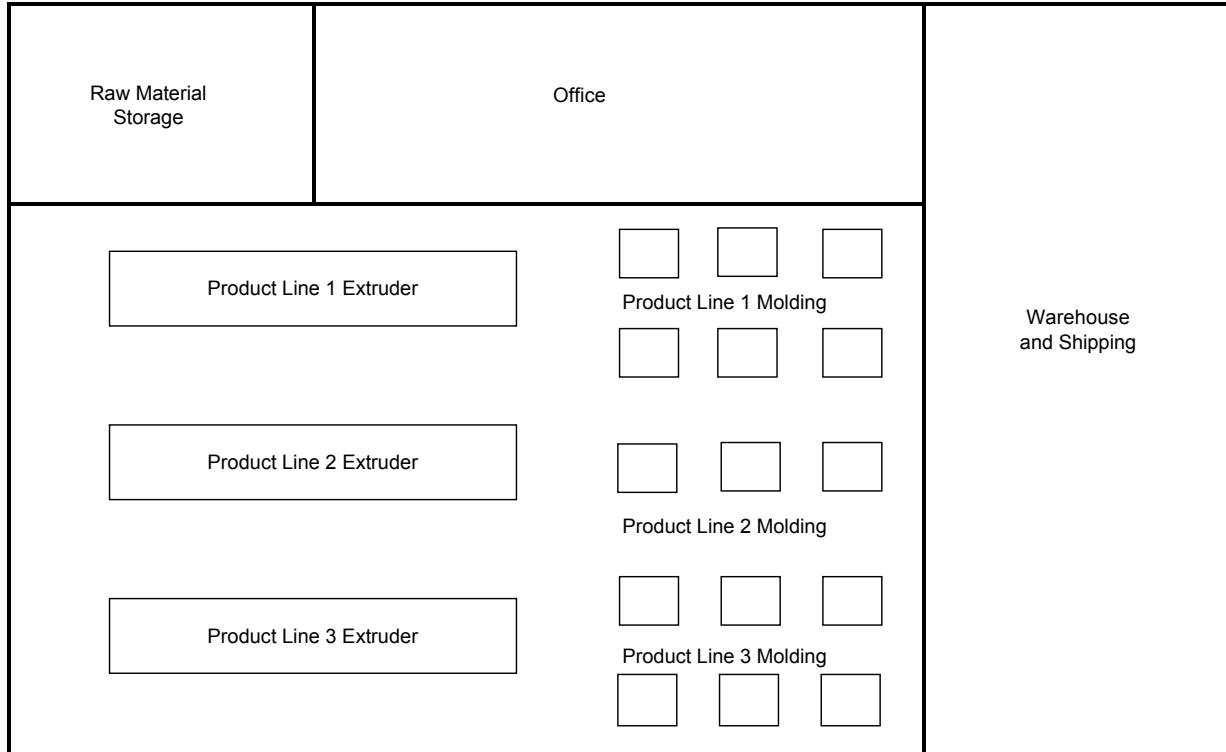 Raw Material
Storage
Office
Product Line 1 Extruder
Product Line 1 Molding
Warehouse
and Shipping
Product Line 2 Extruder
Product Line 2 Molding
Product Line 3 Extruder
Product Line 3 Molding